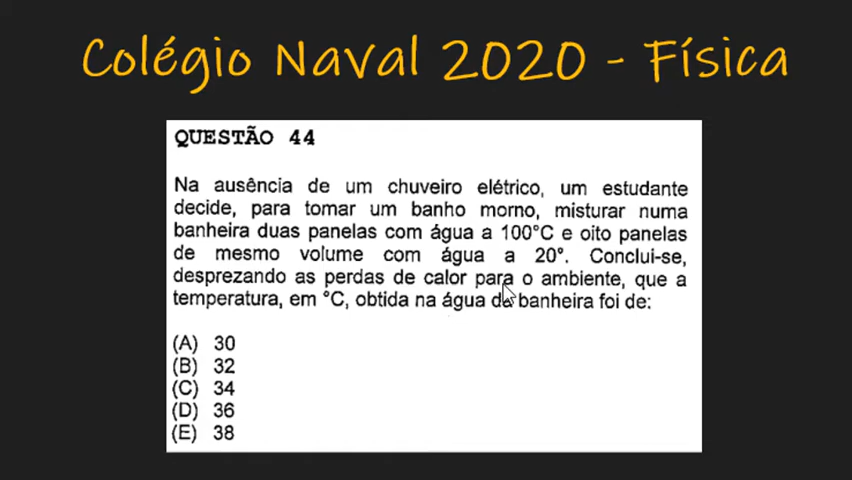 Colégio Naval 2020 - Física
QUESTÃO 44
Na ausência de um chuveiro elétrico, um estudante
decide, para tomar um banho morno, misturar numa
banheira duas panelas com água a 100°C e oito panelas
de mesmo volume com água a 20°. Conclui-se,
desprezando as perdas de calor para o ambiente, que a
temperatura, em °C, obtida na água da banheira foi de:
(A) 30
(B) 32
(C) 34
(D) 36
(E) 38